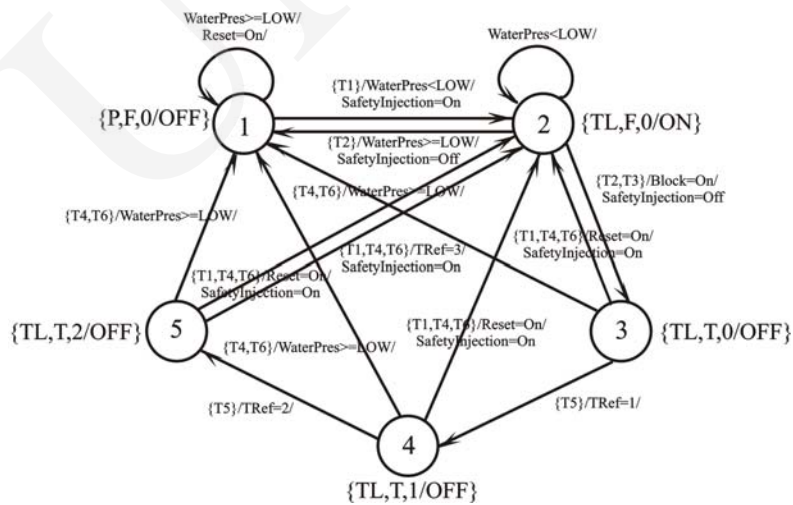 WaterPres>=LOW/
Reset=On/
WaterPres<LOW/
{T1}/WaterPres<LOW/
SafetyInjection=On
{P,F,0/OFF}
1
2
{TL,F,0/ON}
{T2}/WaterPres>=LOW/
SafetyInjection=Off
{T4,T6}/WaterPres>=LOW/
{T2,T3}/Block=On/
SafetyInjection=Off
{T4,T6}/WaterPres>=LOW/
{T1,T4,T6}/Reset=On/
SafetyInjection=On
{T1,T4,T6}/TRef=3/
SafetyInjection=On
{T1,T4,T6}/Reset=On/
SafetyInjection=On
{TL,T,2/OFF}
5
3
{TL,T,0/OFF}
{T1,T4,T6}/Reset=On/
SafetyInjection=On
{T4,T6}/WaterPres>=LOW/
{T5}/TRef=2/
{T5}/TRef=1/
4
{TL,T,1/OFF}